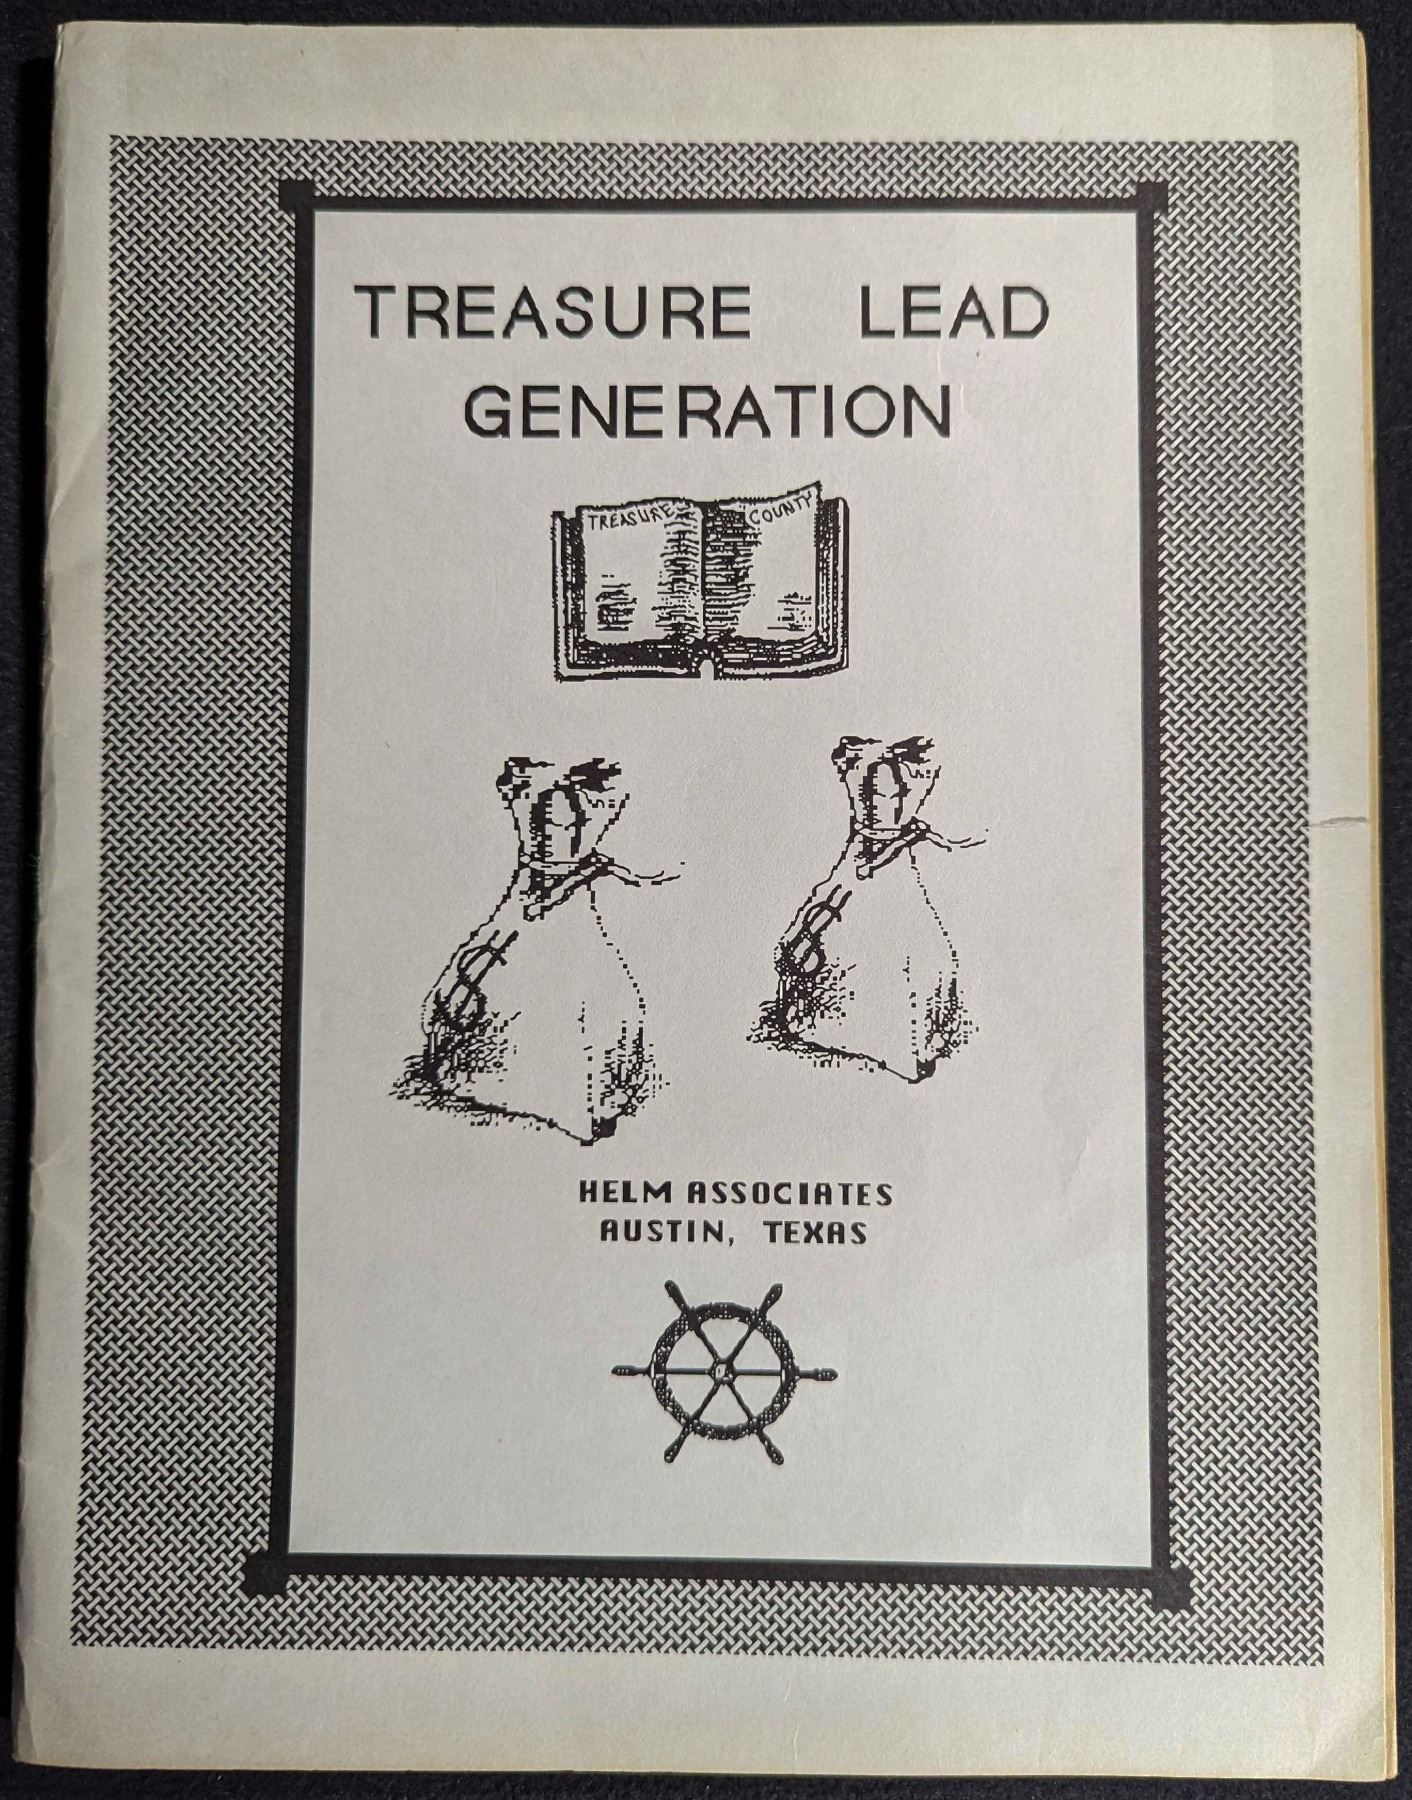 TREASURE LEAD
GENERATION
TREASURE COUNTY
$ $
HELM ASSOCIATES
AUSTIN, TEXAS